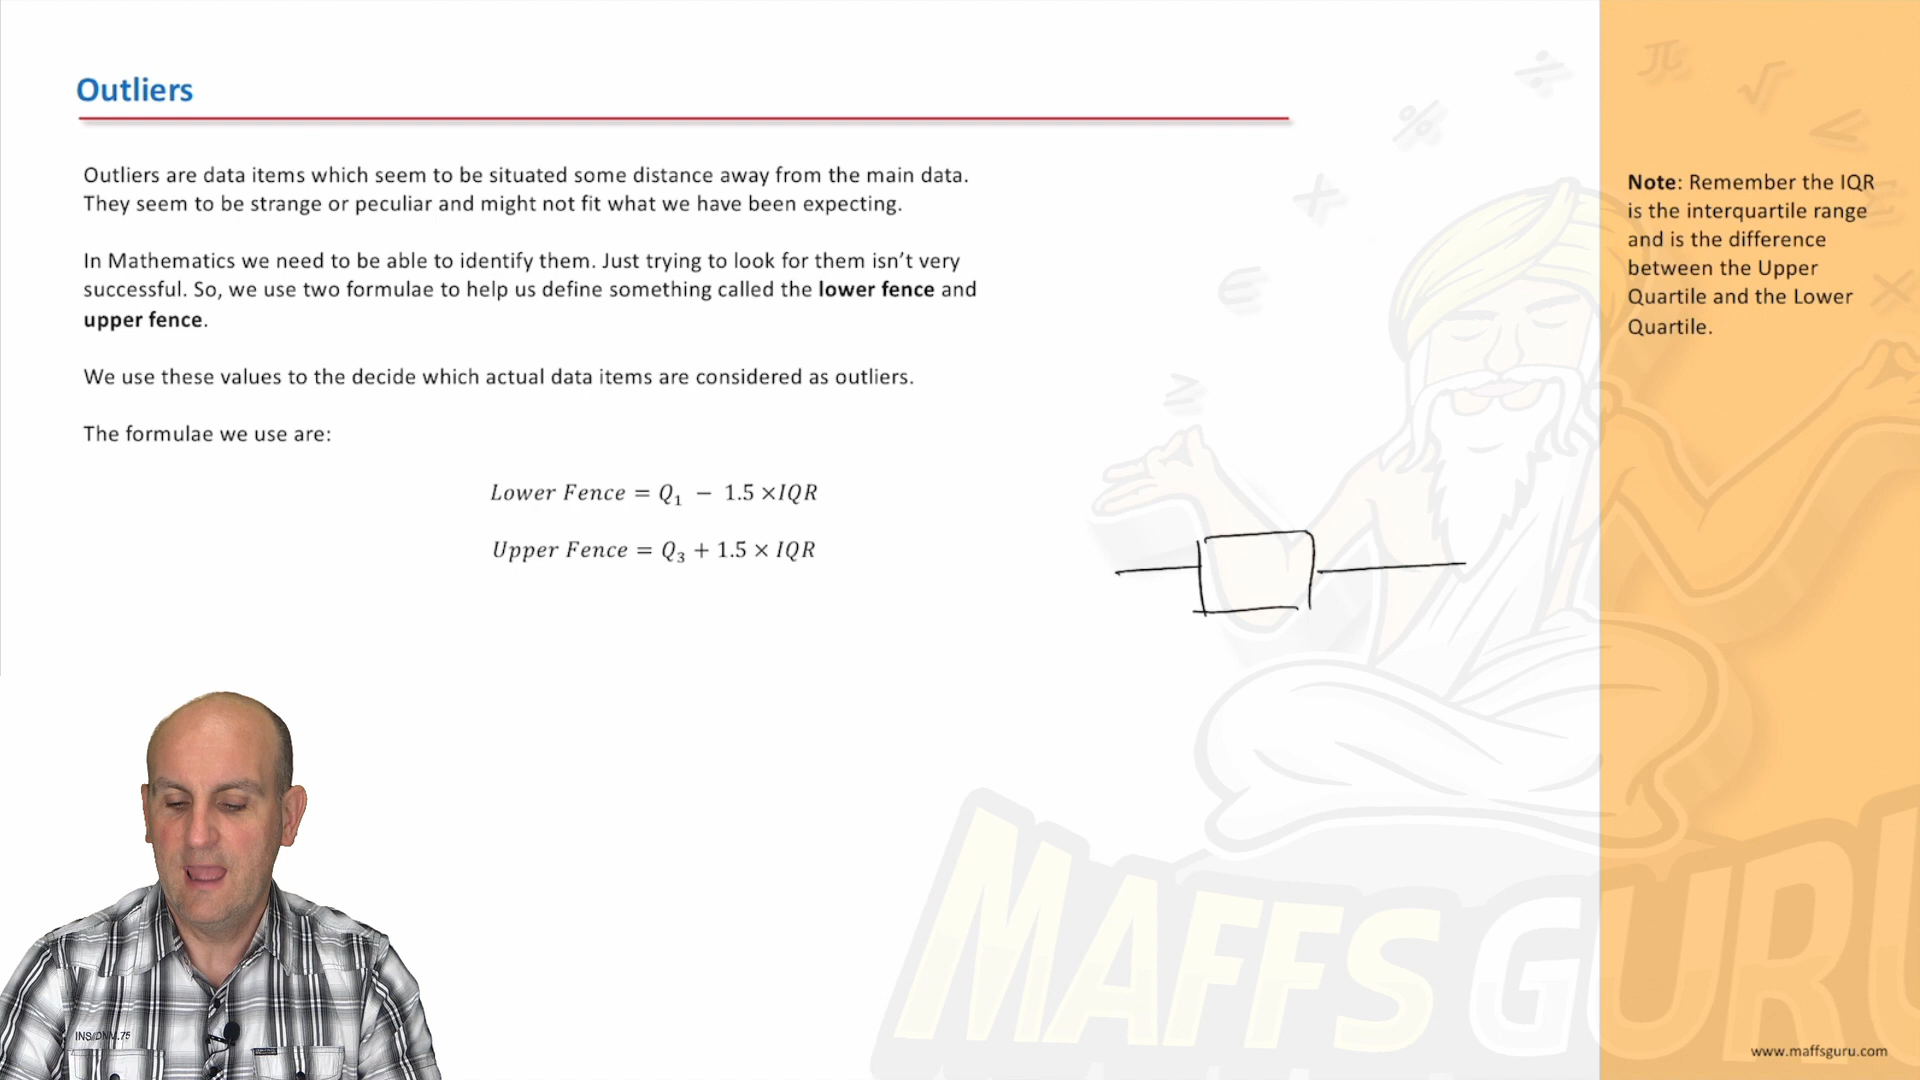 Outliers
Outliers are data items which seem to be situated some distance away from the main data.
They seem to be strange or peculiar and might not fit what we have been expecting.
In Mathematics we need to be able to identify them. Just trying to look for them isn’t very
successful. So, we use two formulae to help us define something called the lower fence and
upper fence.
We use these values to the decide which actual data items are considered as outliers.
The formulae we use are:
Lower Fence = Q₁ − 1.5 ×IQR
Upper Fence = Q₃ + 1.5 × IQR
Note: Remember the IQR
is the interquartile range
and is the difference
between the Upper
Quartile and the Lower
Quartile.
MAFFS GURU
www.maffsguru.com